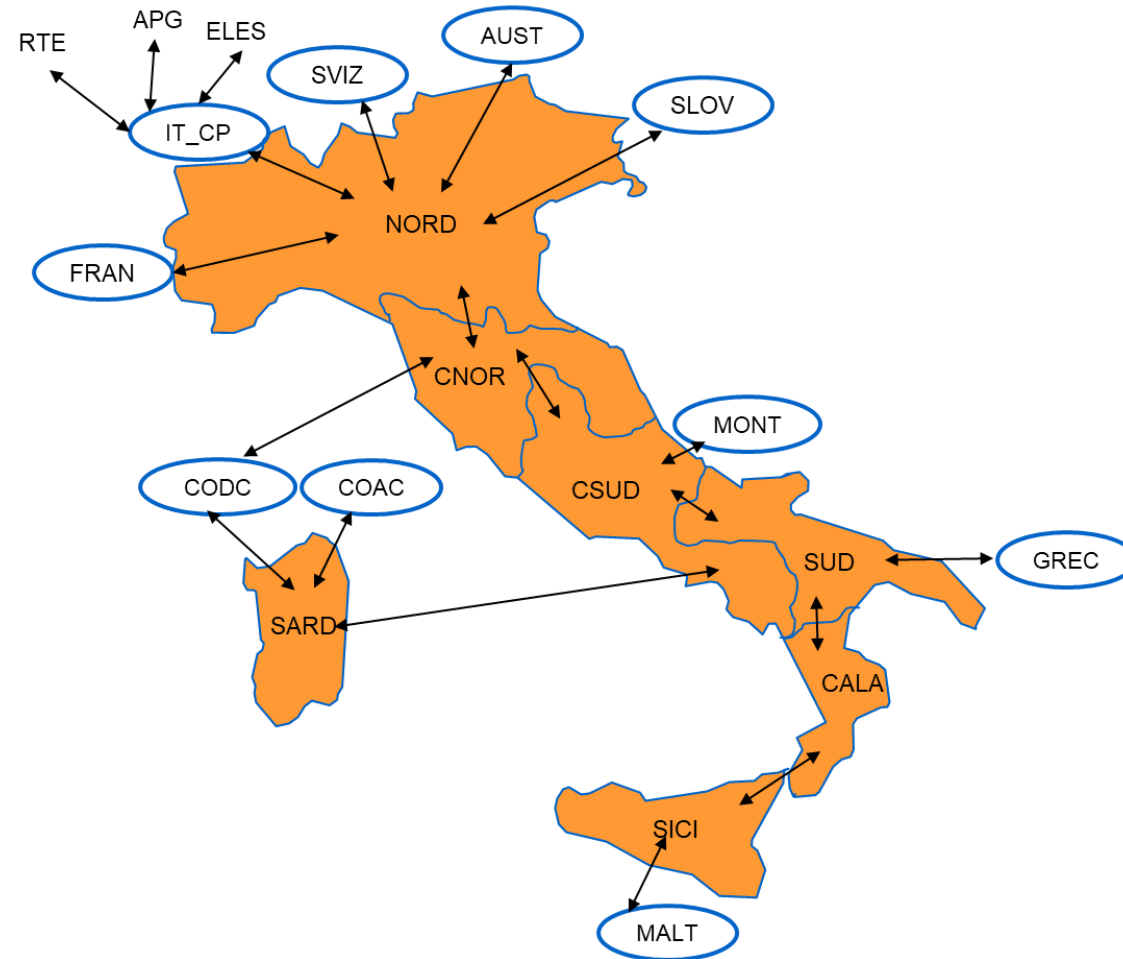 APG
RTE
ELES
AUST
SVIZ
SLOV
IT_CP
NORD
FRAN
CNOR
MONT
CODC
COAC
CSUD
SUD
GREC
SARD
CALA
SICI
MALT